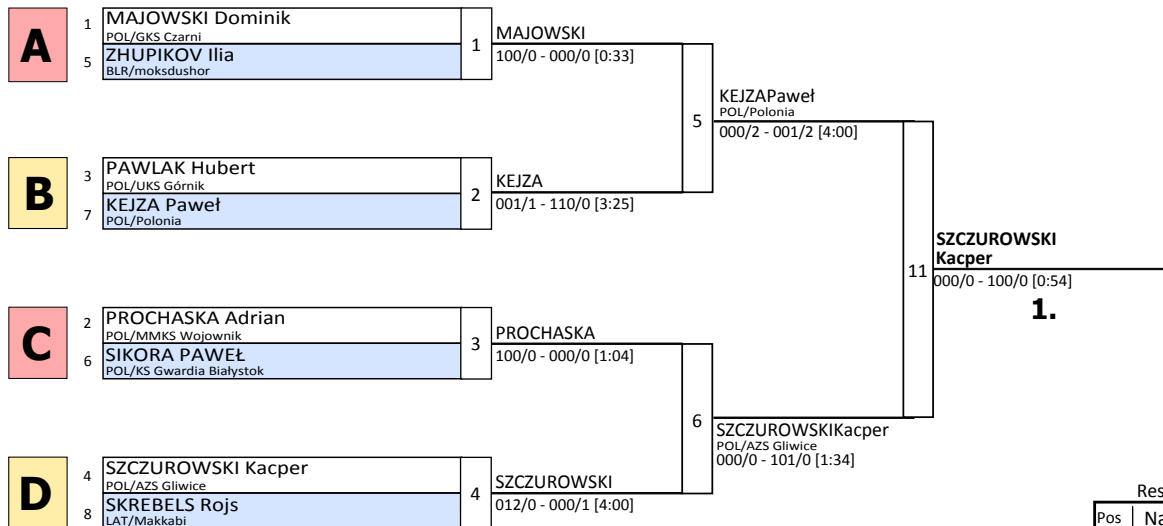 A
1 MAJOWSKI Dominik
POL/GKS Czarni
5 ZHUPIKOV Ilia
BLR/moksdushor
1
MAJOWSKI
100/0 - 000/0 [0:33]
B
3 PAWLAK Hubert
POL/UKS Górnik
7 KEJZA Paweł
POL/Polonia
2
KEJZA
001/1 - 110/0 [3:25]
5
KEJZAPaweł
POL/Polonia
000/2 - 001/2 [4:00]
C
2 PROCHASKA Adrian
POL/MMKS Wojownik
6 SIKORA PAWEŁ
POL/KS Gwardia Białystok
3
PROCHASKA
100/0 - 000/0 [1:04]
D
4 SZCZUROWSKI Kacper
POL/AZS Gliwice
8 SKREBELS Rojs
LAT/Makkabi
4
SZCZUROWSKI
012/0 - 000/1 [4:00]
6
SZCZUROWSKIKacper
POL/AZS Gliwice
000/0 - 101/0 [1:34]
11
SZCZUROWSKI
Kacper
000/0 - 100/0 [0:54]
1.
Res
Pos Na